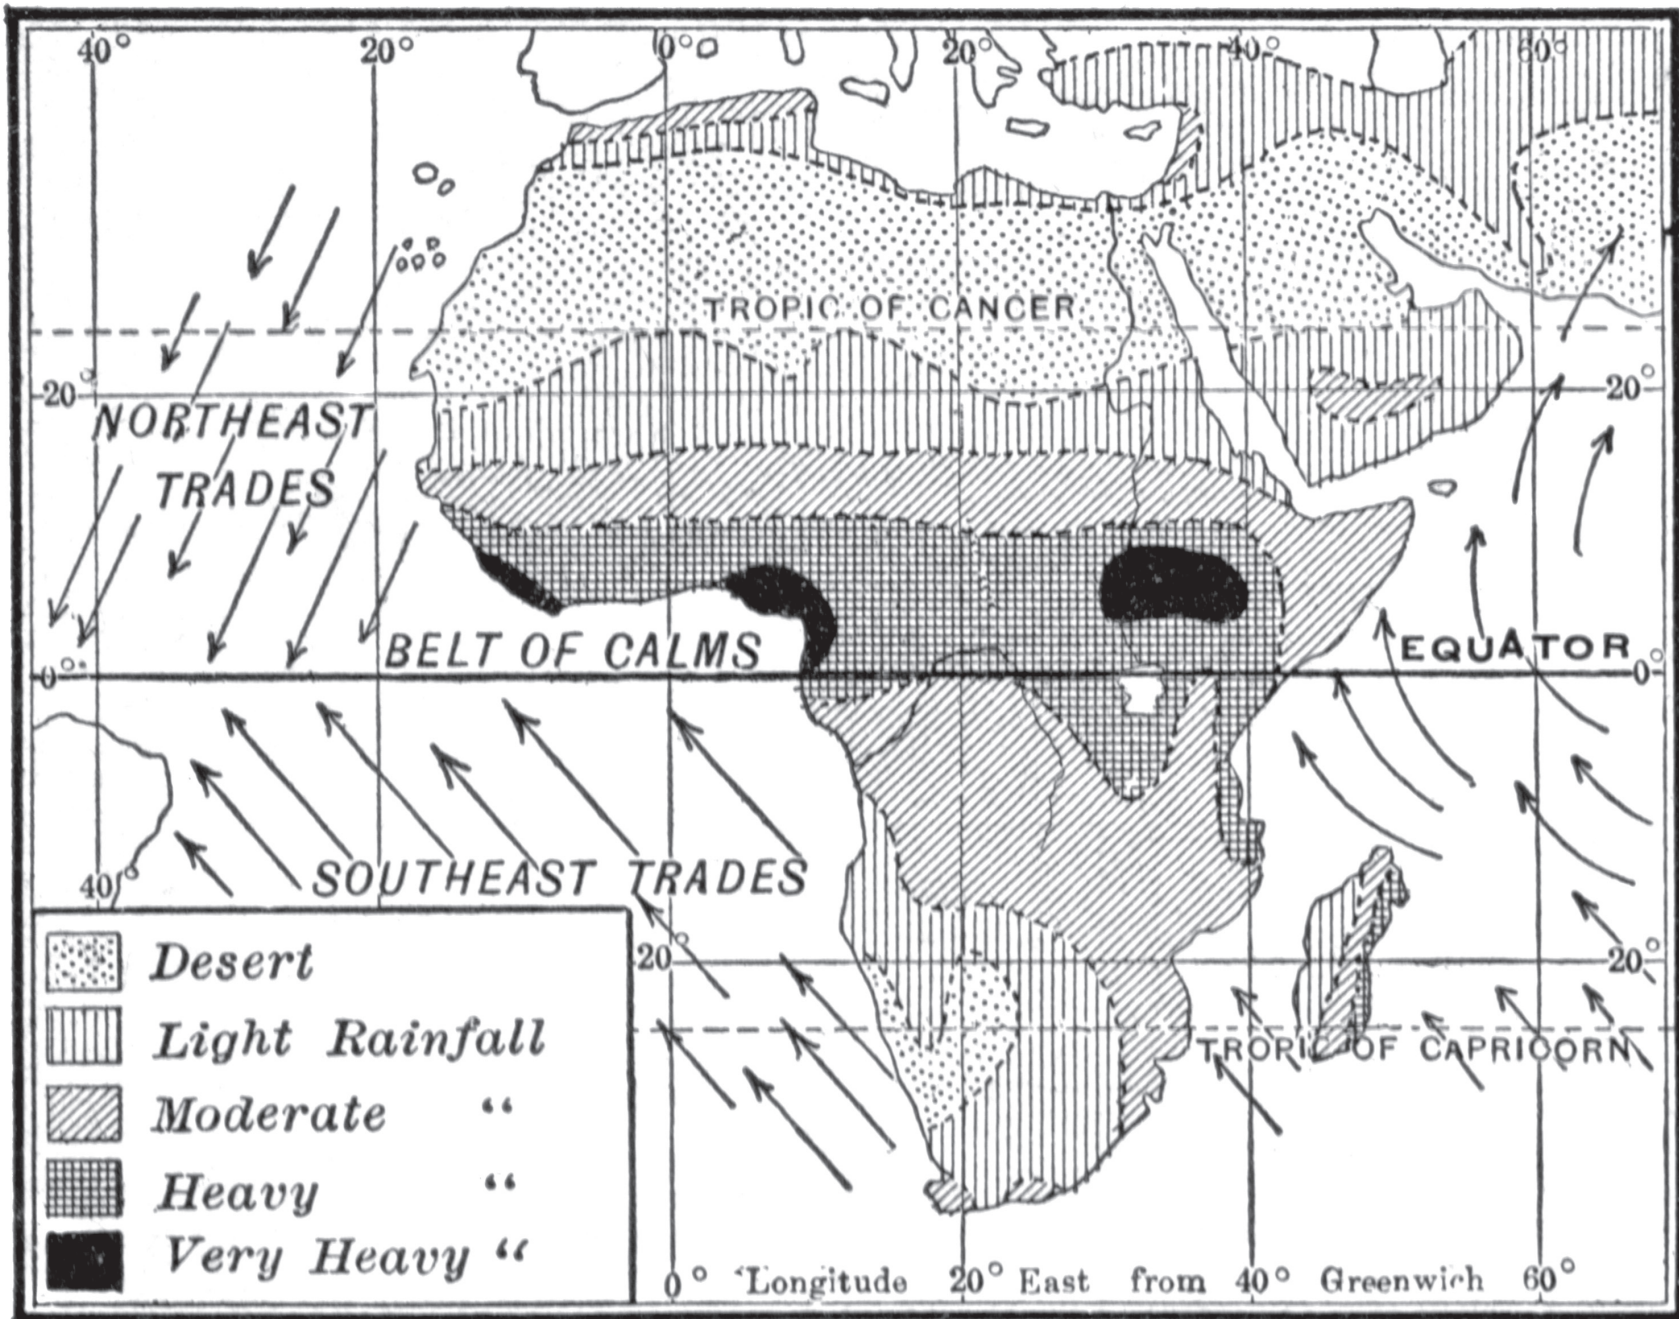 40° 20° 0° 20° 40° 60°
TROPIC OF CANCER
20° 20°
NORTHEAST
TRADES
BELT OF CALMS EQUATOR
0° 0°
SOUTHEAST TRADES
40°
20° 20°
TROPIC OF CAPRICORN
Desert
Light Rainfall
Moderate “
Heavy “
Very Heavy “
0° Longitude 20° East from 40° Greenwich 60°